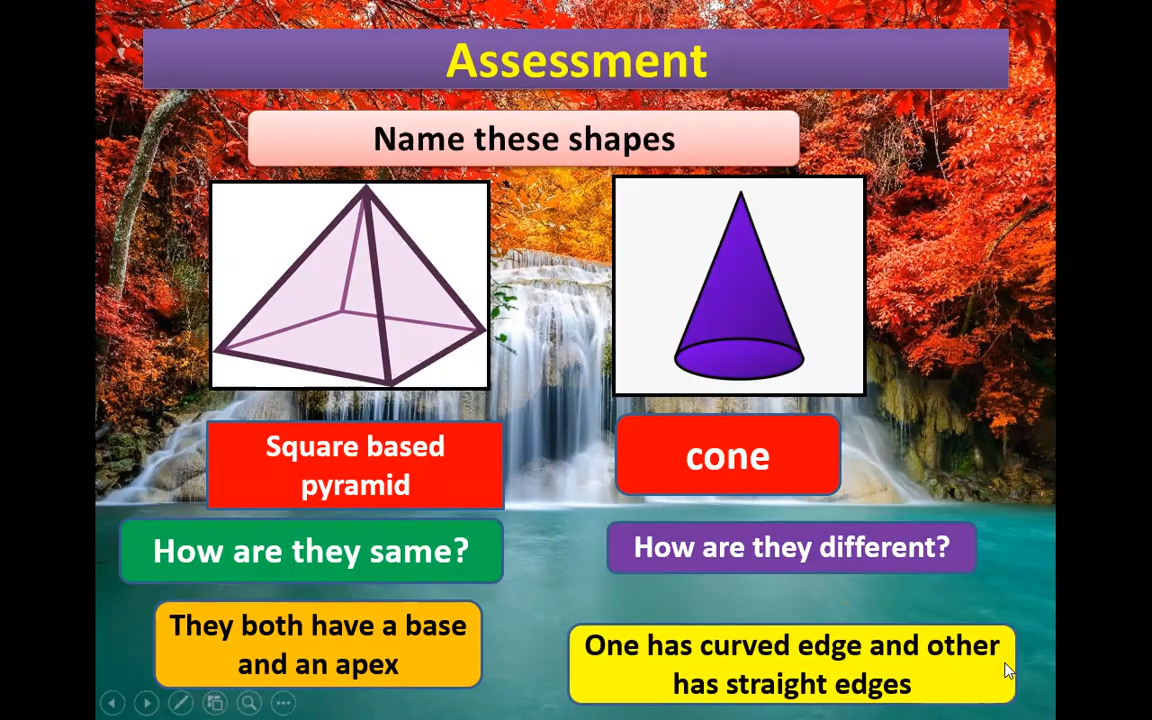 Assessment
Name these shapes
Square based
pyramid
cone
How are they same?
How are they different?
They both have a base
and an apex
One has curved edge and other
has straight edges